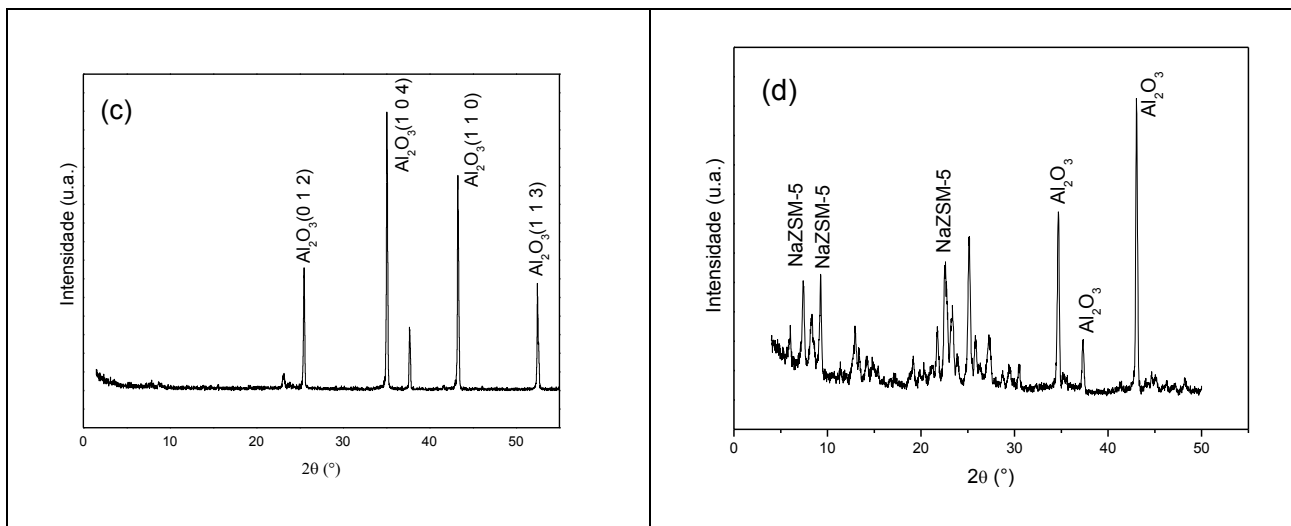 (c)
Intensidade (u.a.)
Al₂O₃(0 1 2)
Al₂O₃(1 0 4)
Al₂O₃(1 1 0)
Al₂O₃(1 1 3)
0 10 20 30 40 50
2θ (°)
(d)
Intensidade (u.a.)
NaZSM-5
NaZSM-5
NaZSM-5
Al₂O₃
Al₂O₃
Al₂O₃
0 10 20 30 40 50
2θ (°)